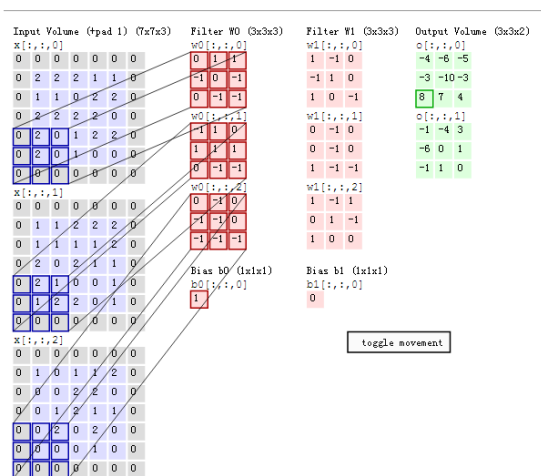 Input Volume (+pad 1) (7x7x3)
x[:,:,0]
0 0 0 0 0 0 0
0 2 2 2 1 1 0
0 1 1 0 2 2 0
0 2 2 2 2 0 0
0 2 0 1 2 2 0
0 2 0 1 0 0 0
0 0 0 0 0 0 0
x[:,:,1]
0 0 0 0 0 0 0
0 1 1 2 2 2 0
0 1 1 1 1 2 0
0 2 0 2 1 1 0
0 2 1 0 0 1 0
0 1 2 2 0 0
0 0 0 0 0 0 0
x[:,:,2]
0 0 0 0 0 0 0
0 1 0 1 1 2 0
0 0 0 2 2 0 0
0 0 1 2 1 1 0
0 0 2 0 2 0 0
0 0 0 0 1 0 0
0 0 0 0 0 0 0
Filter W0 (3x3x3)
w0[:,:,0]
0 1 1
-1 0 -1
0 -1 -1
w0[:,:,1]
-1 1 0
1 1 1
0 -1 -1
w0[:,:,2]
0 -1 0
-1 -1 0
-1 -1 -1
Bias b0 (1x1x1)
b0[:,:,0]
1
Filter W1 (3x3x3)
w1[:,:,0]
1 -1 0
-1 1 0
1 0 -1
w1[:,:,1]
0 -1 0
0 -1 0
1 -1 -1
w1[:,:,2]
1 -1 1
0 1 -1
1 0 0
Bias b1 (1x1x1)
b1[:,:,0]
0
Output Volume (3x3x2)
o[:,:,0]
-4 -6 -5
-3 -10 -3
8 7 4
o[:,:,1]
-1 -4 3
-6 0 1
-1 1 0
toggle movement